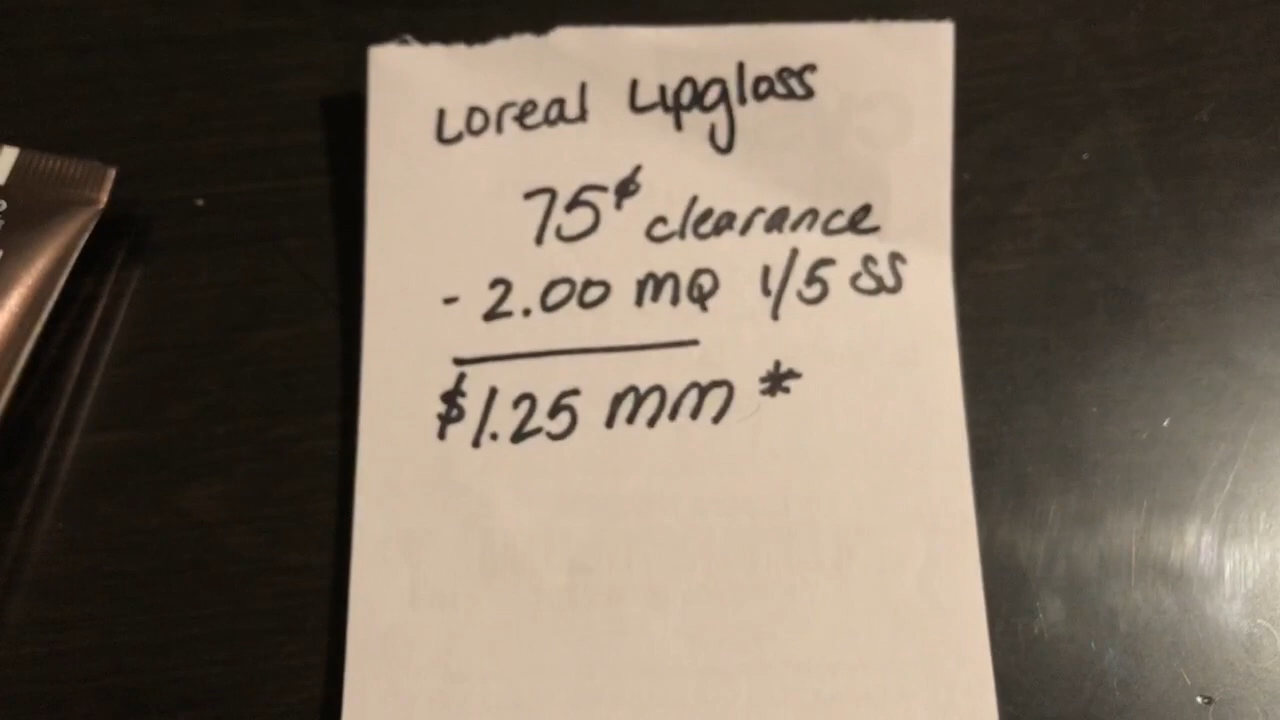 Loreal Lipgloss
75¢ clearance
- 2.00 MQ 1/5 SS
$1.25 mm *